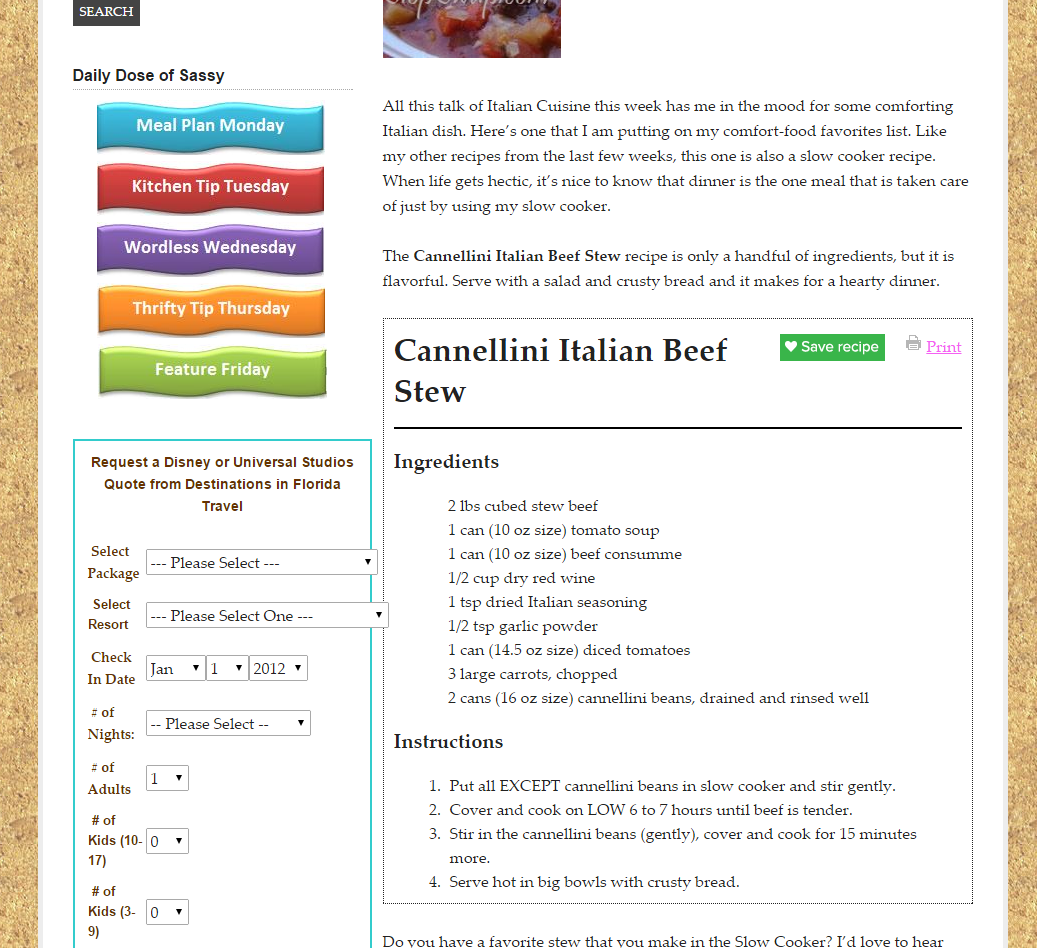 SEARCH
Daily Dose of Sassy
Meal Plan Monday
Kitchen Tip Tuesday
Wordless Wednesday
Thrifty Tip Thursday
Feature Friday
Request a Disney or Universal Studios
Quote from Destinations in Florida
Travel
Select
Package
--- Please Select ---
Select
Resort
--- Please Select One ---
Check
In Date
Jan 1 2012
# of
Nights:
-- Please Select --
# of
Adults
1
# of
Kids (10-
17)
0
# of
Kids (3-
9)
0
All this talk of Italian Cuisine this week has me in the mood for some comforting
Italian dish. Here’s one that I am putting on my comfort-food favorites list. Like
my other recipes from the last few weeks, this one is also a slow cooker recipe.
When life gets hectic, it’s nice to know that dinner is the one meal that is taken care
of just by using my slow cooker.
The Cannellini Italian Beef Stew recipe is only a handful of ingredients, but it is
flavorful. Serve with a salad and crusty bread and it makes for a hearty dinner.
Cannellini Italian Beef
Stew
Save recipe
Print
Ingredients
2 lbs cubed stew beef
1 can (10 oz size) tomato soup
1 can (10 oz size) beef consumme
1/2 cup dry red wine
1 tsp dried Italian seasoning
1/2 tsp garlic powder
1 can (14.5 oz size) diced tomatoes
3 large carrots, chopped
2 cans (16 oz size) cannellini beans, drained and rinsed well
Instructions
1. Put all EXCEPT cannellini beans in slow cooker and stir gently.
2. Cover and cook on LOW 6 to 7 hours until beef is tender.
3. Stir in the cannellini beans (gently), cover and cook for 15 minutes
more.
4. Serve hot in big bowls with crusty bread.
Do you have a favorite stew that you make in the Slow Cooker? I’d love to hear